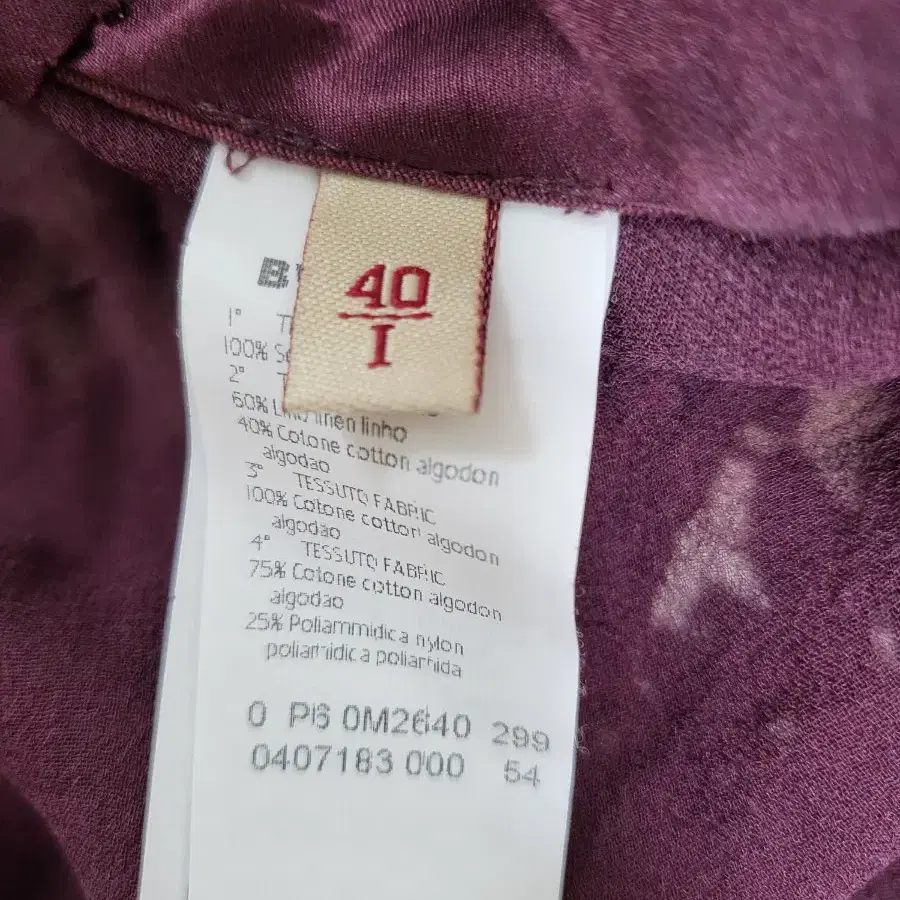 40
I
1°
100%
2°
60% linen linho
40% Cotone cotton algodon
algodao
3° TESSUTO FABRIC
100% Cotone cotton algodon
algodao
4° TESSUTO FABRIC
75% Cotone cotton algodon
algodao
25% Poliammidica nylon
poliamidica poliamida
0 P6 0M2640 299
0407183 000 54